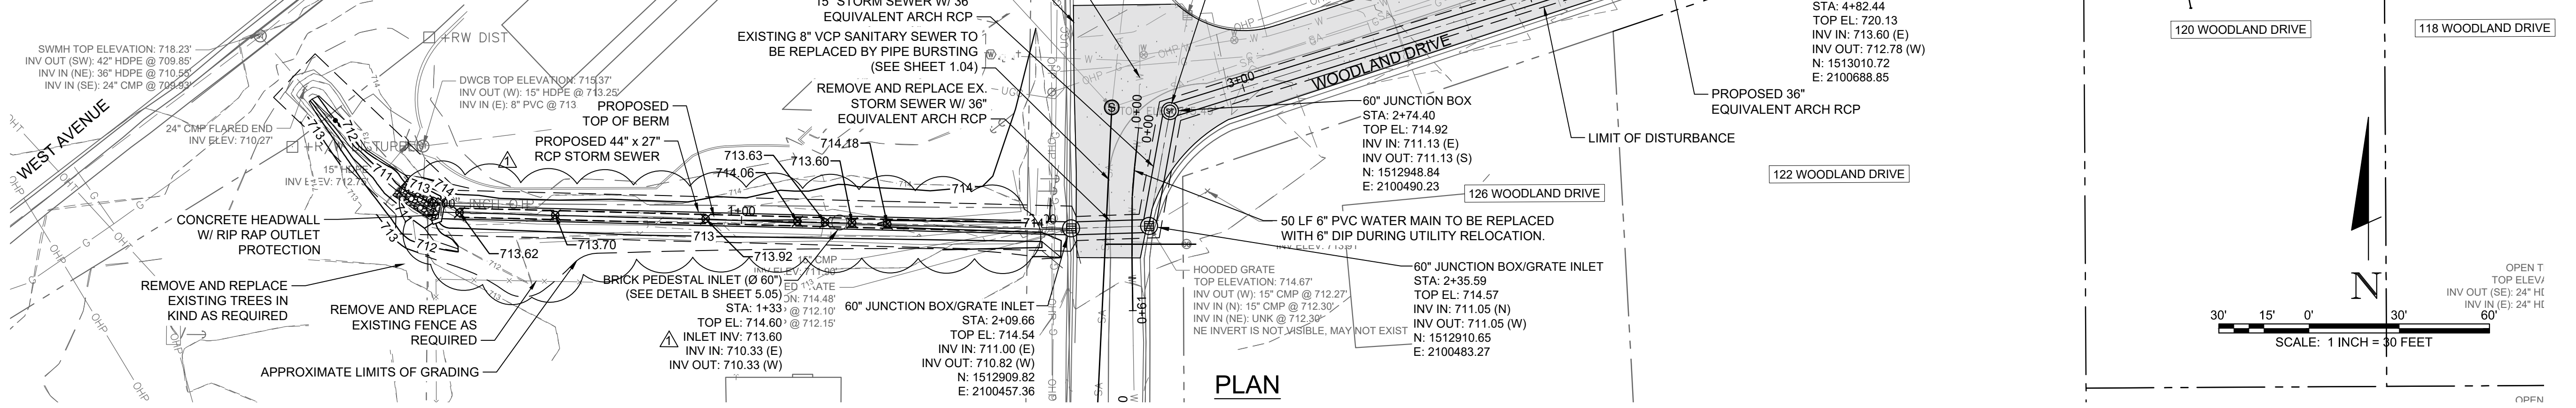 SWMH TOP ELEVATION: 718.23'
INV OUT (SW): 42" HDPE @ 709.85'
INV IN (NE): 36" HDPE @ 710.55'
INV IN (SE): 24" CMP @ 709.93'
WEST AVENUE
24" CMP FLARED END
INV ELEV: 710.27'
+RW DIST
DWCB TOP ELEVATION: 715.37'
INV OUT (W): 15" HDPE @ 713.25'
INV IN (E): 8" PVC @ 713
15" HDPE
PROPOSED
TOP OF BERM
PROPOSED 44" x 27"
RCP STORM SEWER
15" STORM SEWER W/ 36"
EQUIVALENT ARCH RCP
EXISTING 8" VCP SANITARY SEWER TO
BE REPLACED BY PIPE BURSTING
(SEE SHEET 1.04)
REMOVE AND REPLACE EX.
STORM SEWER W/ 36"
EQUIVALENT ARCH RCP
714.18
713.63
713.60
714.06
714
713
712
711
1+00
713
713.62
713.70
713.92
CONCRETE HEADWALL
W/ RIP RAP OUTLET
PROTECTION
REMOVE AND REPLACE
EXISTING TREES IN
KIND AS REQUIRED
REMOVE AND REPLACE
EXISTING FENCE AS
REQUIRED
APPROXIMATE LIMITS OF GRADING
15" CMP
INV ELEV: 711.90'
BRICK PEDESTAL INLET (Ø 60")
(SEE DETAIL B SHEET 5.05)
STA: 1+33
TOP EL: 714.60
1
INLET INV: 713.60
INV IN: 710.33 (E)
INV OUT: 710.33 (W)
60" JUNCTION BOX/GRATE INLET
STA: 2+09.66
TOP EL: 714.54
INV IN: 711.00 (E)
INV OUT: 710.82 (W)
N: 1512909.82
E: 2100457.36
WOODLAND DRIVE
3+00
0+00
0+00
0+61
60" JUNCTION BOX
STA: 2+74.40
TOP EL: 714.92
INV IN: 711.13 (E)
INV OUT: 711.13 (S)
N: 1512948.84
E: 2100490.23
126 WOODLAND DRIVE
50 LF 6" PVC WATER MAIN TO BE REPLACED
WITH 6" DIP DURING UTILITY RELOCATION.
HOODED GRATE
TOP ELEVATION: 714.67'
INV OUT (W): 15" CMP @ 712.27'
INV IN (N): 15" CMP @ 712.30'
INV IN (NE): UNK @ 712.30'
NE INVERT IS NOT VISIBLE, MAY NOT EXIST
60" JUNCTION BOX/GRATE INLET
STA: 2+35.59
TOP EL: 714.57
INV IN: 711.05 (N)
INV OUT: 711.05 (W)
N: 1512910.65
E: 2100483.27
PLAN
STA: 4+82.44
TOP EL: 720.13
INV IN: 713.60 (E)
INV OUT: 712.78 (W)
N: 1513010.72
E: 2100688.85
PROPOSED 36"
EQUIVALENT ARCH RCP
LIMIT OF DISTURBANCE
122 WOODLAND DRIVE
120 WOODLAND DRIVE
118 WOODLAND DRIVE
N
30' 15' 0' 30' 60'
SCALE: 1 INCH = 30 FEET